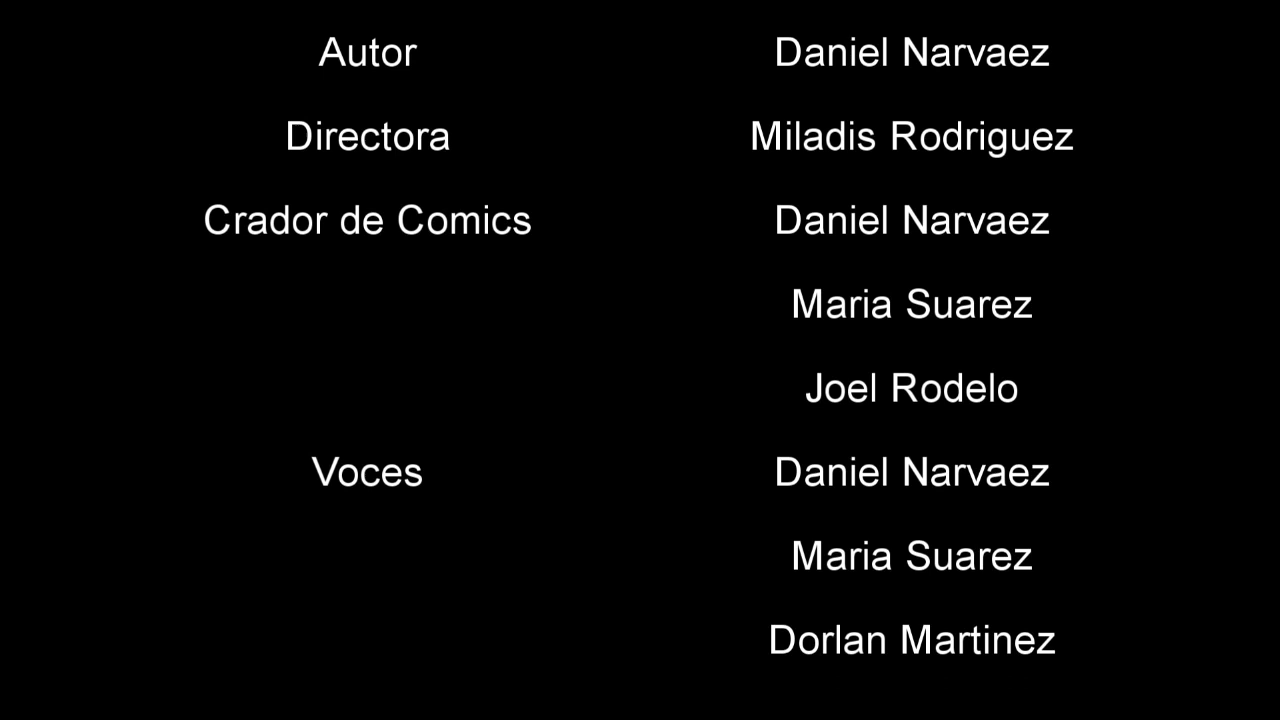 Autor Daniel Narvaez
Directora Miladis Rodriguez
Crador de Comics Daniel Narvaez
Maria Suarez
Joel Rodelo
Voces Daniel Narvaez
Maria Suarez
Dorlan Martinez